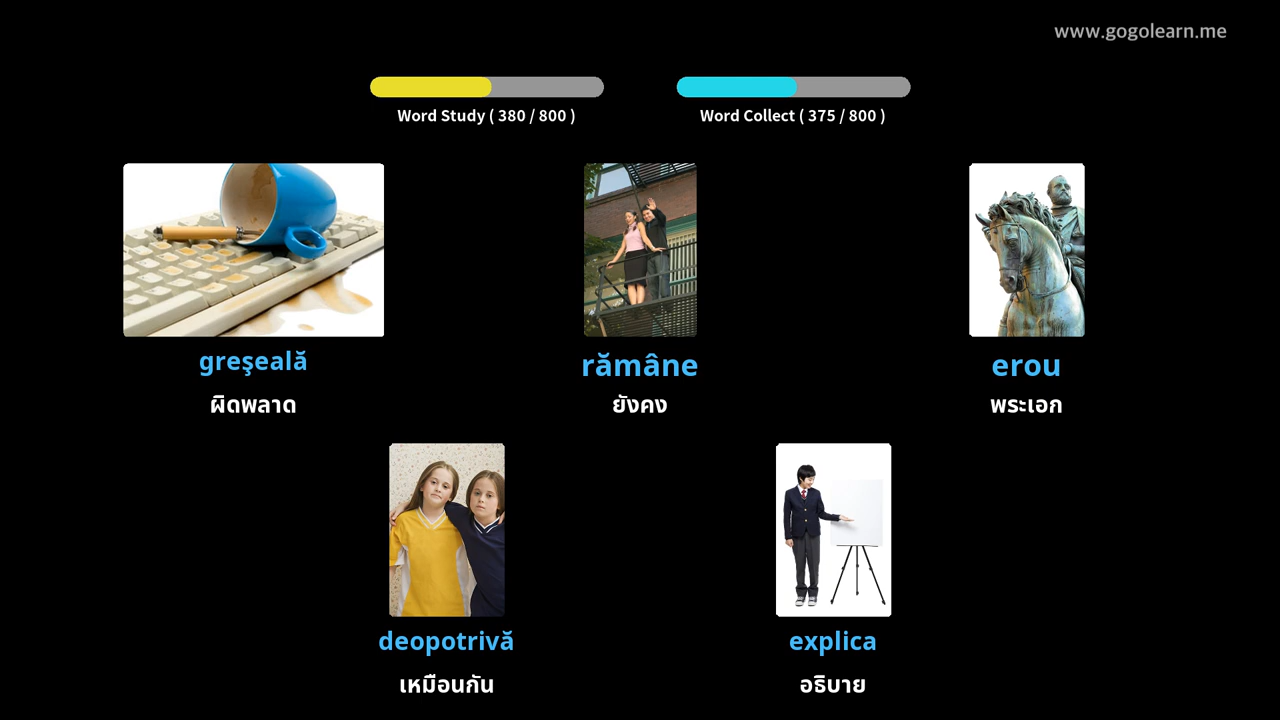 www.gogolearn.me
Word Study ( 380 / 800 )
Word Collect ( 375 / 800 )
greşeală
rămâne
erou
ผิดพลาด
ยังคง
พระเอก
deopotrivă
explica
เหมือนกัน
อธิบาย